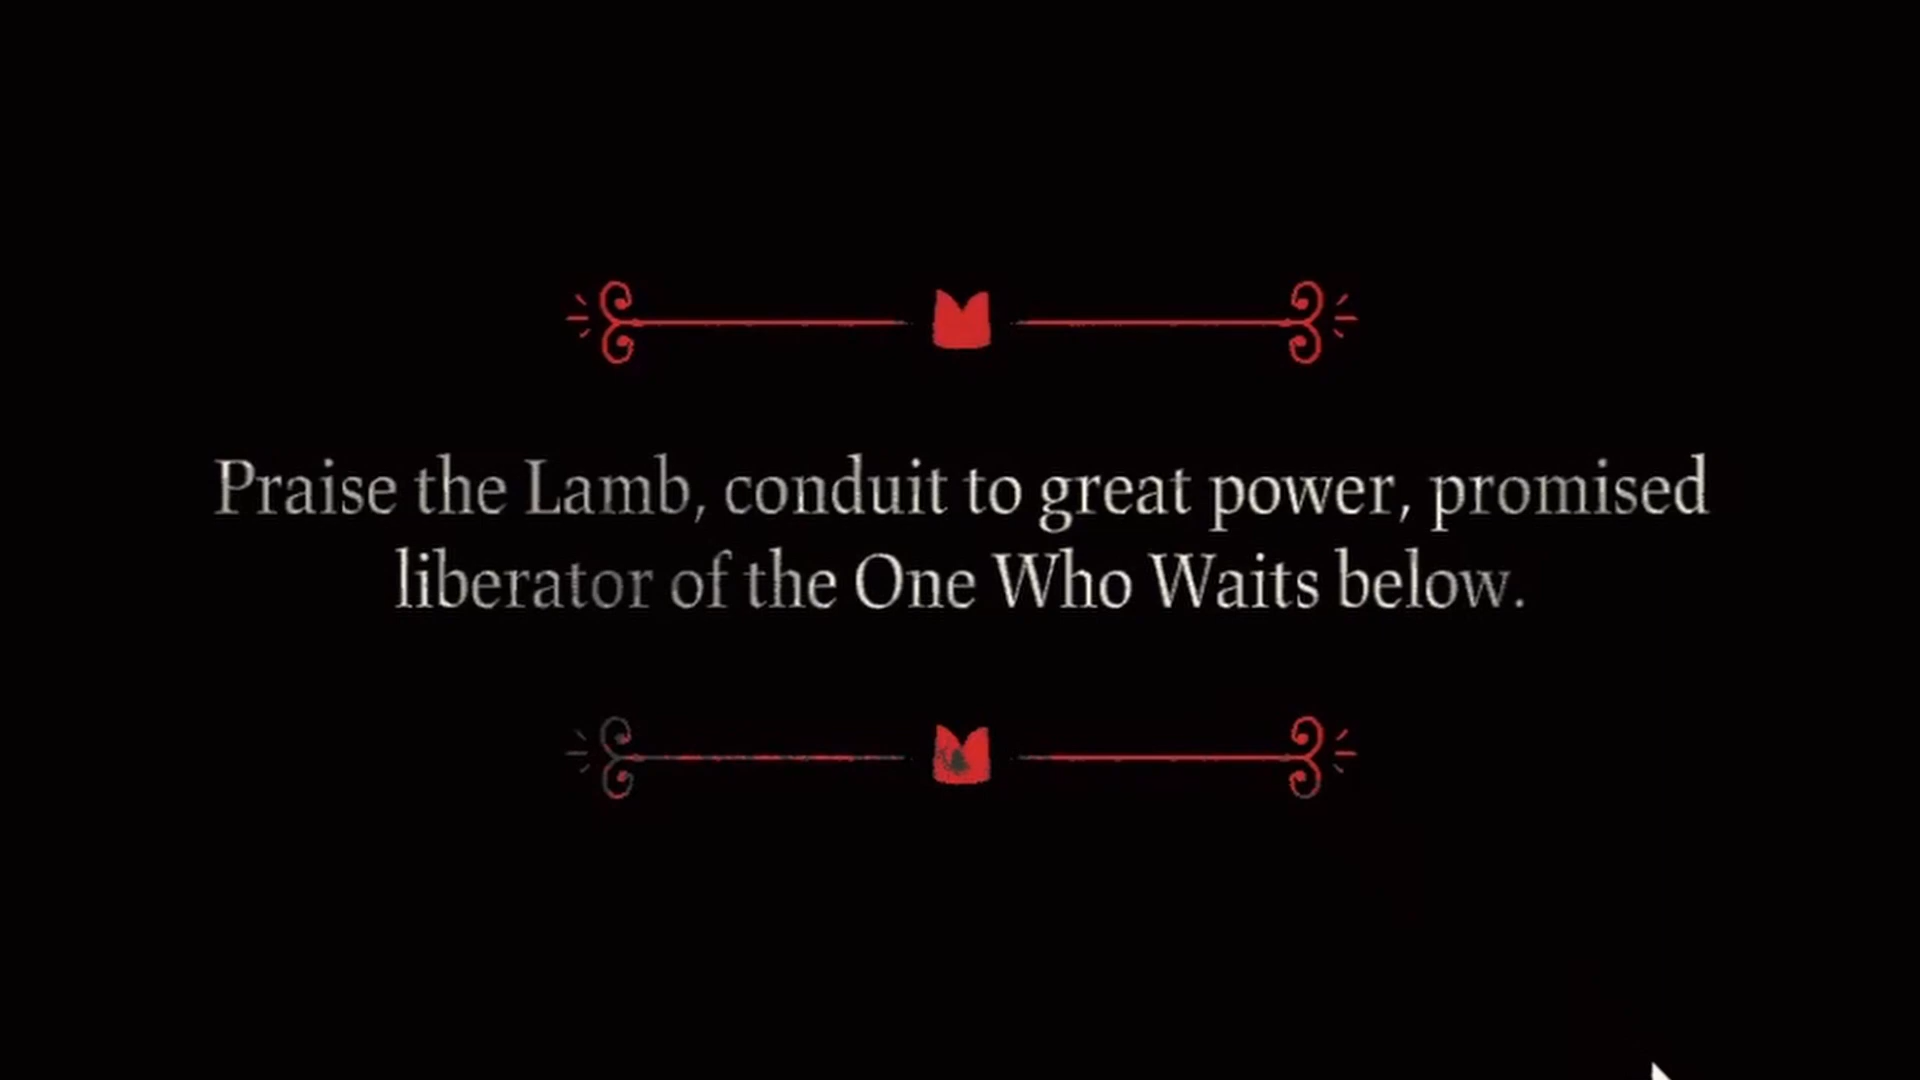 Praise the Lamb, conduit to great power, promised
liberator of the One Who Waits below.